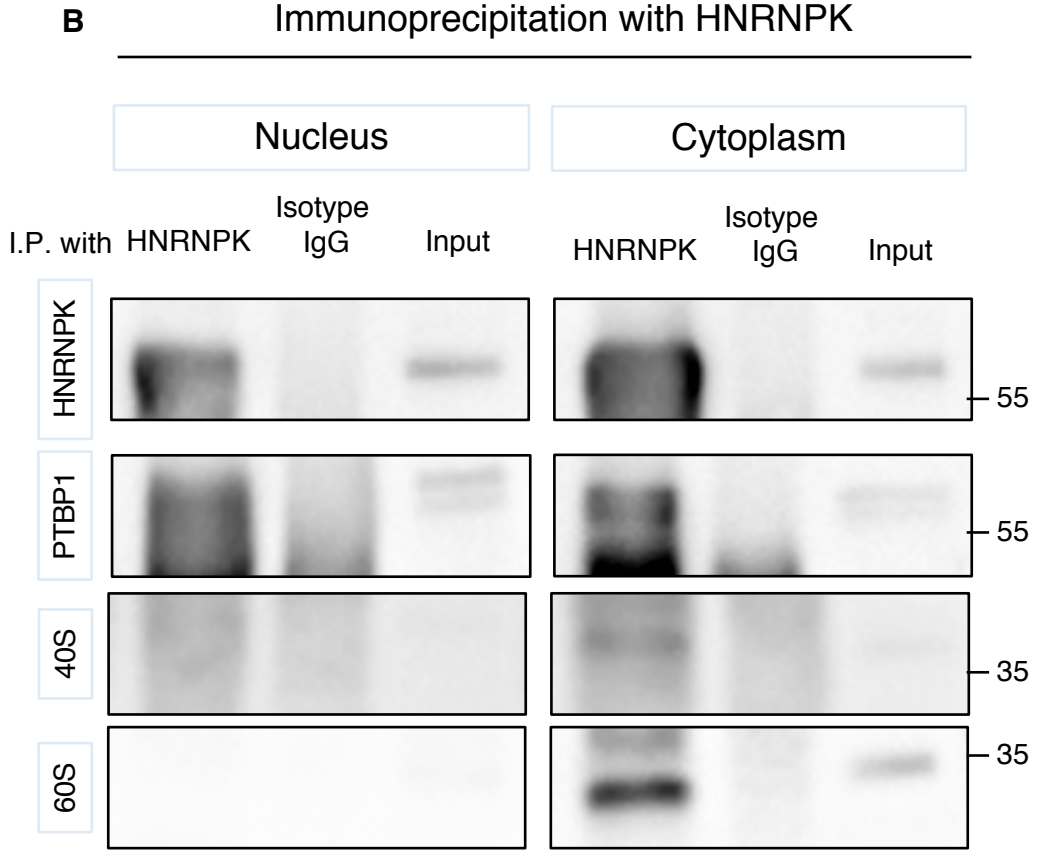 B
Immunoprecipitation with HNRNPK
Nucleus
Cytoplasm
I.P. with
HNRNPK
Isotype
IgG
Input
HNRNPK
Isotype
IgG
Input
HNRNPK
55
PTBP1
55
40S
35
60S
35